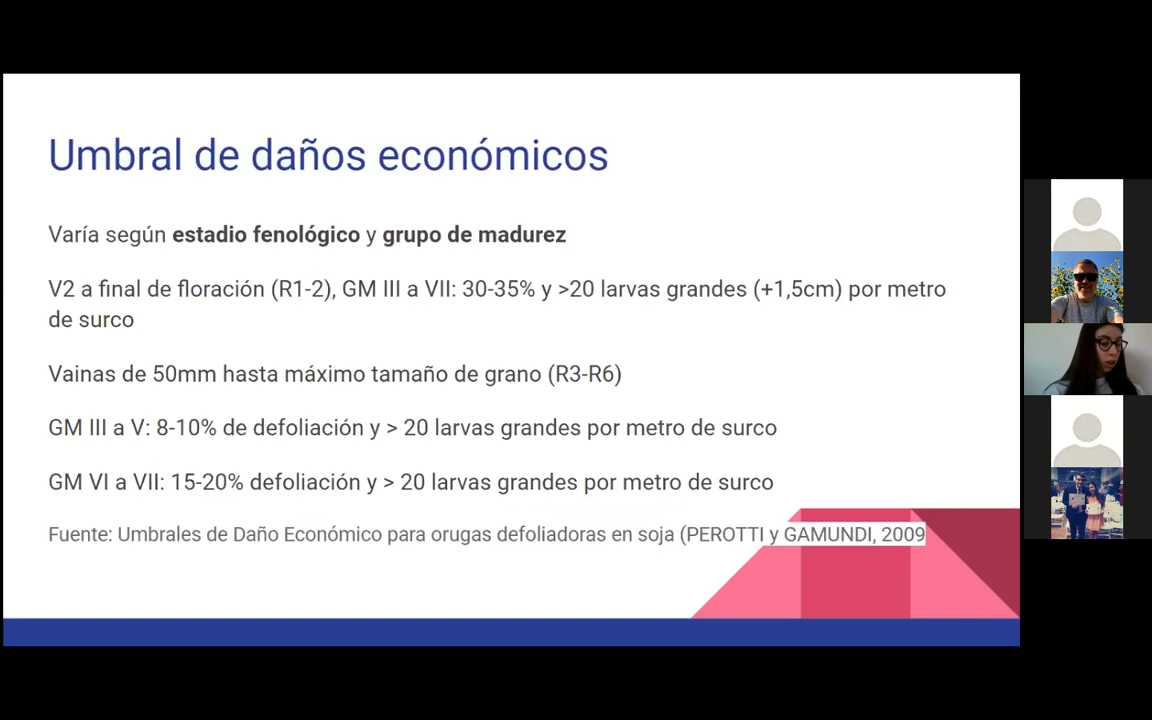 Umbral de daños económicos
Varía según estadio fenológico y grupo de madurez
V2 a final de floración (R1-2), GM III a VII: 30-35% y >20 larvas grandes (+1,5cm) por metro
de surco
Vainas de 50mm hasta máximo tamaño de grano (R3-R6)
GM III a V: 8-10% de defoliación y > 20 larvas grandes por metro de surco
GM VI a VII: 15-20% defoliación y > 20 larvas grandes por metro de surco
Fuente: Umbrales de Daño Económico para orugas defoliadoras en soja (PEROTTI y GAMUNDI, 2009